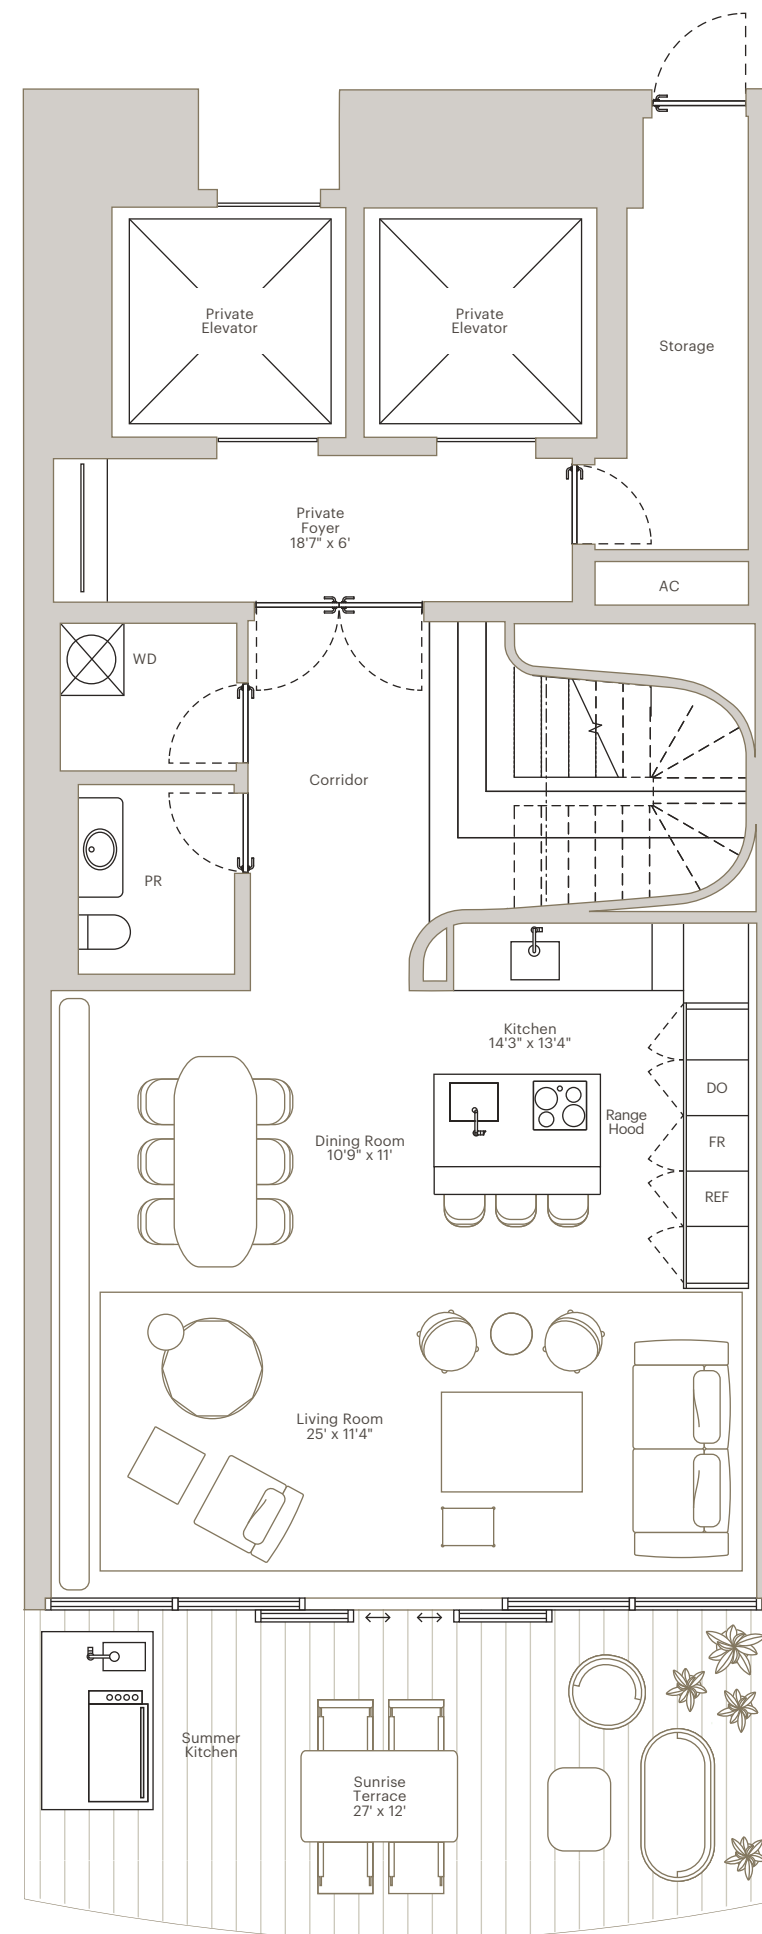 Private
Elevator
Private
Elevator
Storage
Private
Foyer
18'7" x 6'
AC
WD
Corridor
PR
Kitchen
14'3" x 13'4"
DO
Range
Hood
FR
Dining Room
10'9" x 11'
REF
Living Room
25' x 11'4"
Summer
Kitchen
Sunrise
Terrace
27' x 12'